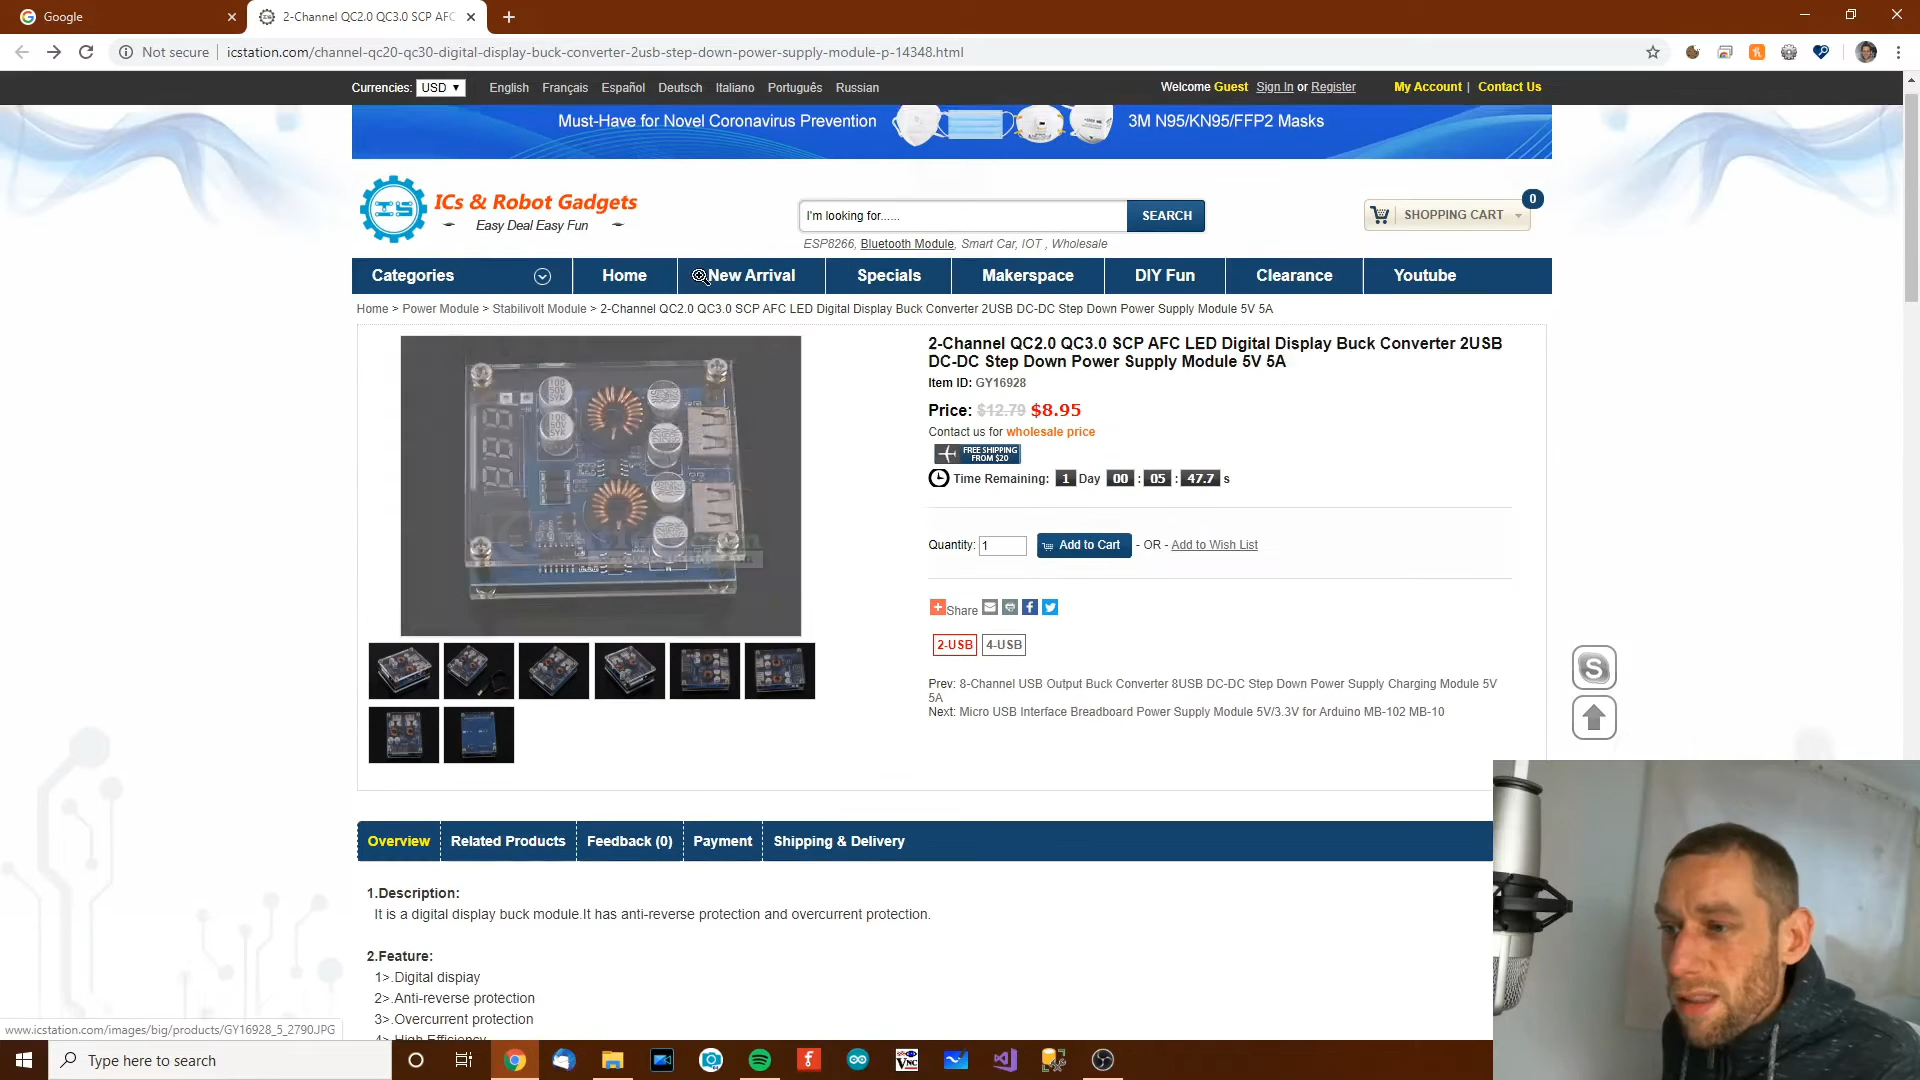 Google
2-Channel QC2.0 QC3.0 SCP AFC
Not secure
icstation.com/channel-qc20-qc30-digital-display-buck-converter-2usb-step-down-power-supply-module-p-14348.html
Currencies: USD English Français Español Deutsch Italiano Português Russian
Welcome Guest Sign In or Register My Account | Contact Us
Must-Have for Novel Coronavirus Prevention
3M N95/KN95/FFP2 Masks
ICs & Robot Gadgets
Easy Deal Easy Fun
I'm looking for......
SEARCH
SHOPPING CART
0
ESP8266, Bluetooth Module, Smart Car, IOT , Wholesale
Categories Home New Arrival Specials Makerspace DIY Fun Clearance Youtube
Home > Power Module > Stabilivolt Module > 2-Channel QC2.0 QC3.0 SCP AFC LED Digital Display Buck Converter 2USB DC-DC Step Down Power Supply Module 5V 5A
2-Channel QC2.0 QC3.0 SCP AFC LED Digital Display Buck Converter 2USB
DC-DC Step Down Power Supply Module 5V 5A
Item ID: GY16928
Price: $12.79 $8.95
Contact us for wholesale price
FREE SHIPPING
FROM $20
Time Remaining: 1 Day 00 : 05 : 47.7 s
Quantity: 1 Add to Cart - OR - Add to Wish List
Share
2-USB 4-USB
Prev: 8-Channel USB Output Buck Converter 8USB DC-DC Step Down Power Supply Charging Module 5V
5A
Next: Micro USB Interface Breadboard Power Supply Module 5V/3.3V for Arduino MB-102 MB-10
Overview Related Products Feedback (0) Payment Shipping & Delivery
1.Description:
It is a digital display buck module.It has anti-reverse protection and overcurrent protection.
2.Feature:
1>.Digital display
2>.Anti-reverse protection
3>.Overcurrent protection
4>.High Efficiency
www.icstation.com/images/big/products/GY16928_5_2790.JPG
Type here to search